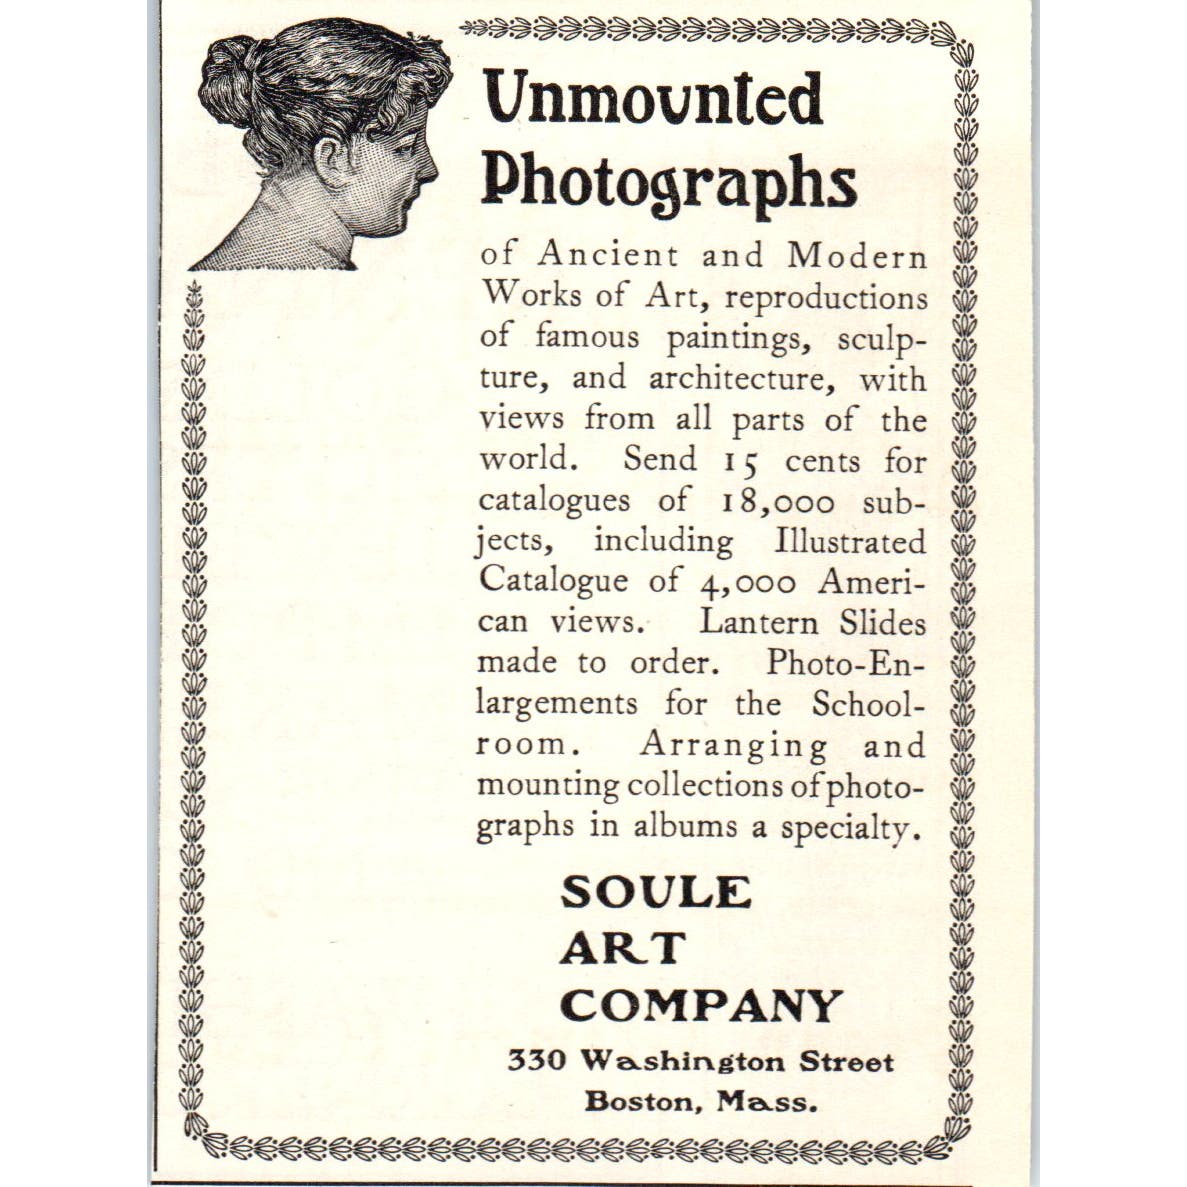 Unmounted
Photographs
of Ancient and Modern
Works of Art, reproductions
of famous paintings, sculp-
ture, and architecture, with
views from all parts of the
world. Send 15 cents for
catalogues of 18,000 sub-
jects, including Illustrated
Catalogue of 4,000 Ameri-
can views. Lantern Slides
made to order. Photo-En-
largements for the School-
room. Arranging and
mounting collections of photo-
graphs in albums a specialty.
SOULE
ART
COMPANY
330 Washington Street
Boston, Mass.